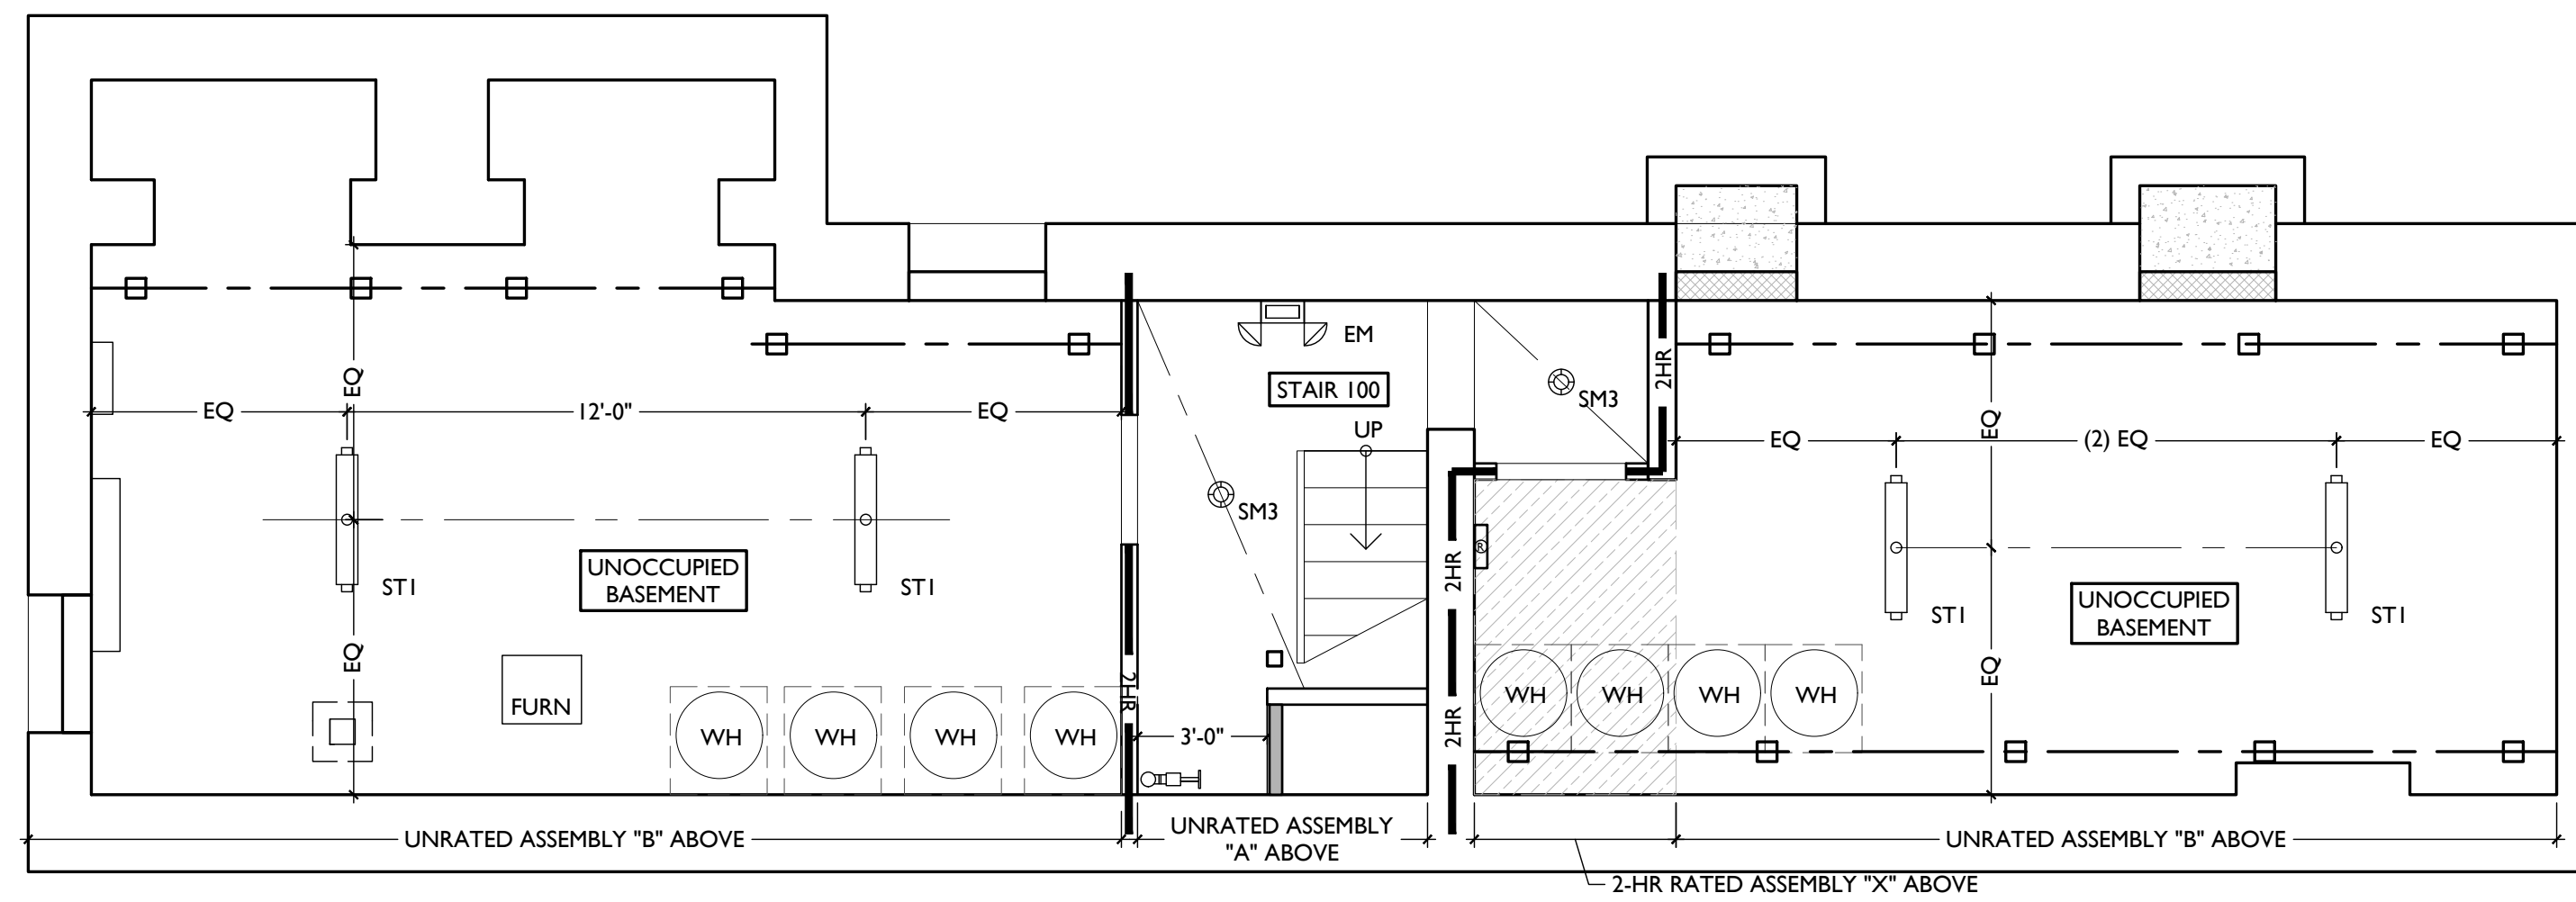 EM
2HR
STAIR 100
SM3
EQ
EQ
12'-0"
EQ
EQ
UP
EQ
(2) EQ
EQ
SM3
2HR
®
UNOCCUPIED
BASEMENT
ST1
ST1
UNOCCUPIED
BASEMENT
ST1
ST1
EQ
EQ
2HR
FURN
WH
WH
WH
WH
WH
WH
WH
WH
3'-0"
2HR
UNRATED ASSEMBLY "B" ABOVE
UNRATED ASSEMBLY
"A" ABOVE
UNRATED ASSEMBLY "B" ABOVE
2-HR RATED ASSEMBLY "X" ABOVE